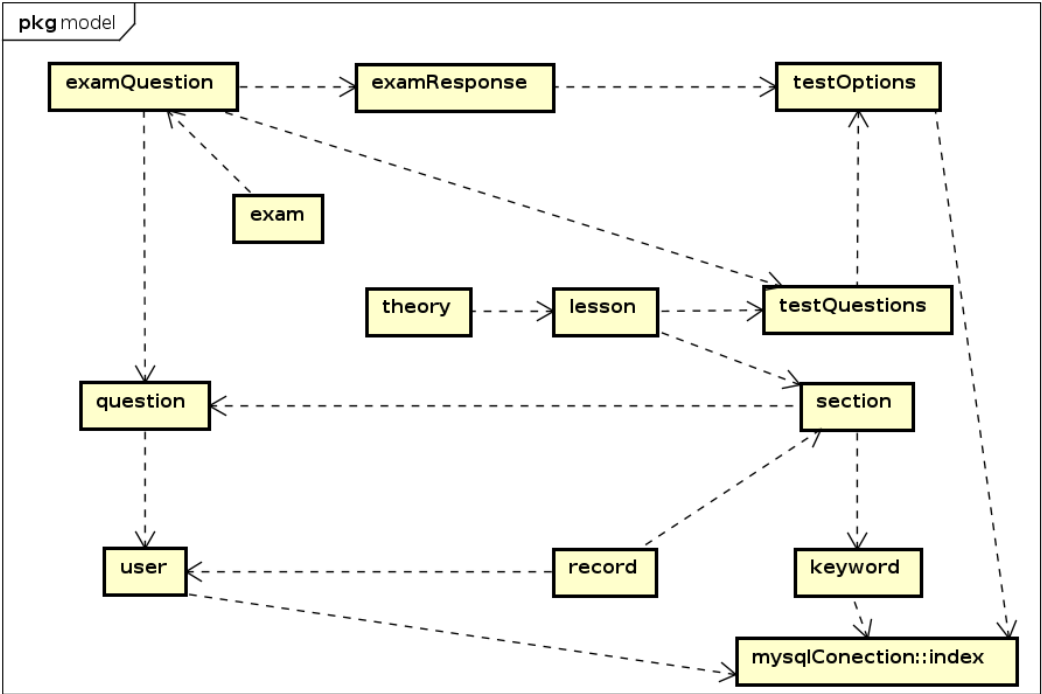 pkg model
examQuestion
examResponse
testOptions
exam
theory
lesson
testQuestions
question
section
user
record
keyword
mysqlConection::index